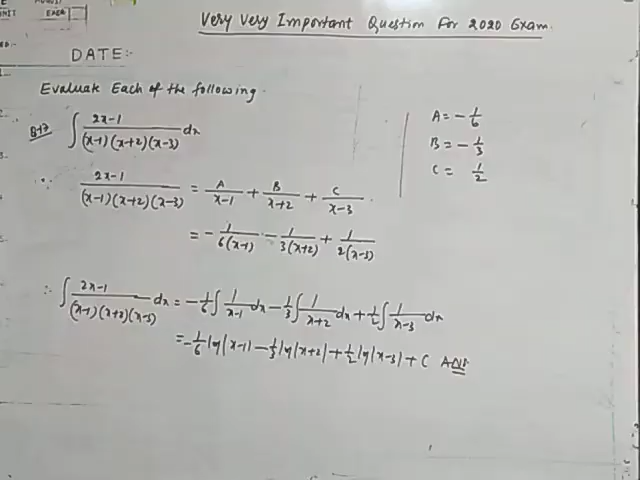 Very Very Important Question For 2020 Exam.
DATE:-
Evaluate Each of the following.
∫ 2x-1/(x-1)(x+2)(x-3) dx
A = -1/6
B = -1/3
C = 1/2
∵ 2x-1/(x-1)(x+2)(x-3) = A/x-1 + B/x+2 + C/x-3.
= - 1/6(x-1) - 1/3(x+2) + 1/2(x-3)
∴ ∫ 2x-1/(x-1)(x+2)(x-3) dx = -1/6 ∫ 1/x-1 dx - 1/3 ∫ 1/x+2 dx + 1/2 ∫ 1/x-3 dx
= -1/6 log|x-1| - 1/3 log|x+2| + 1/2 log|x-3| + C Ans